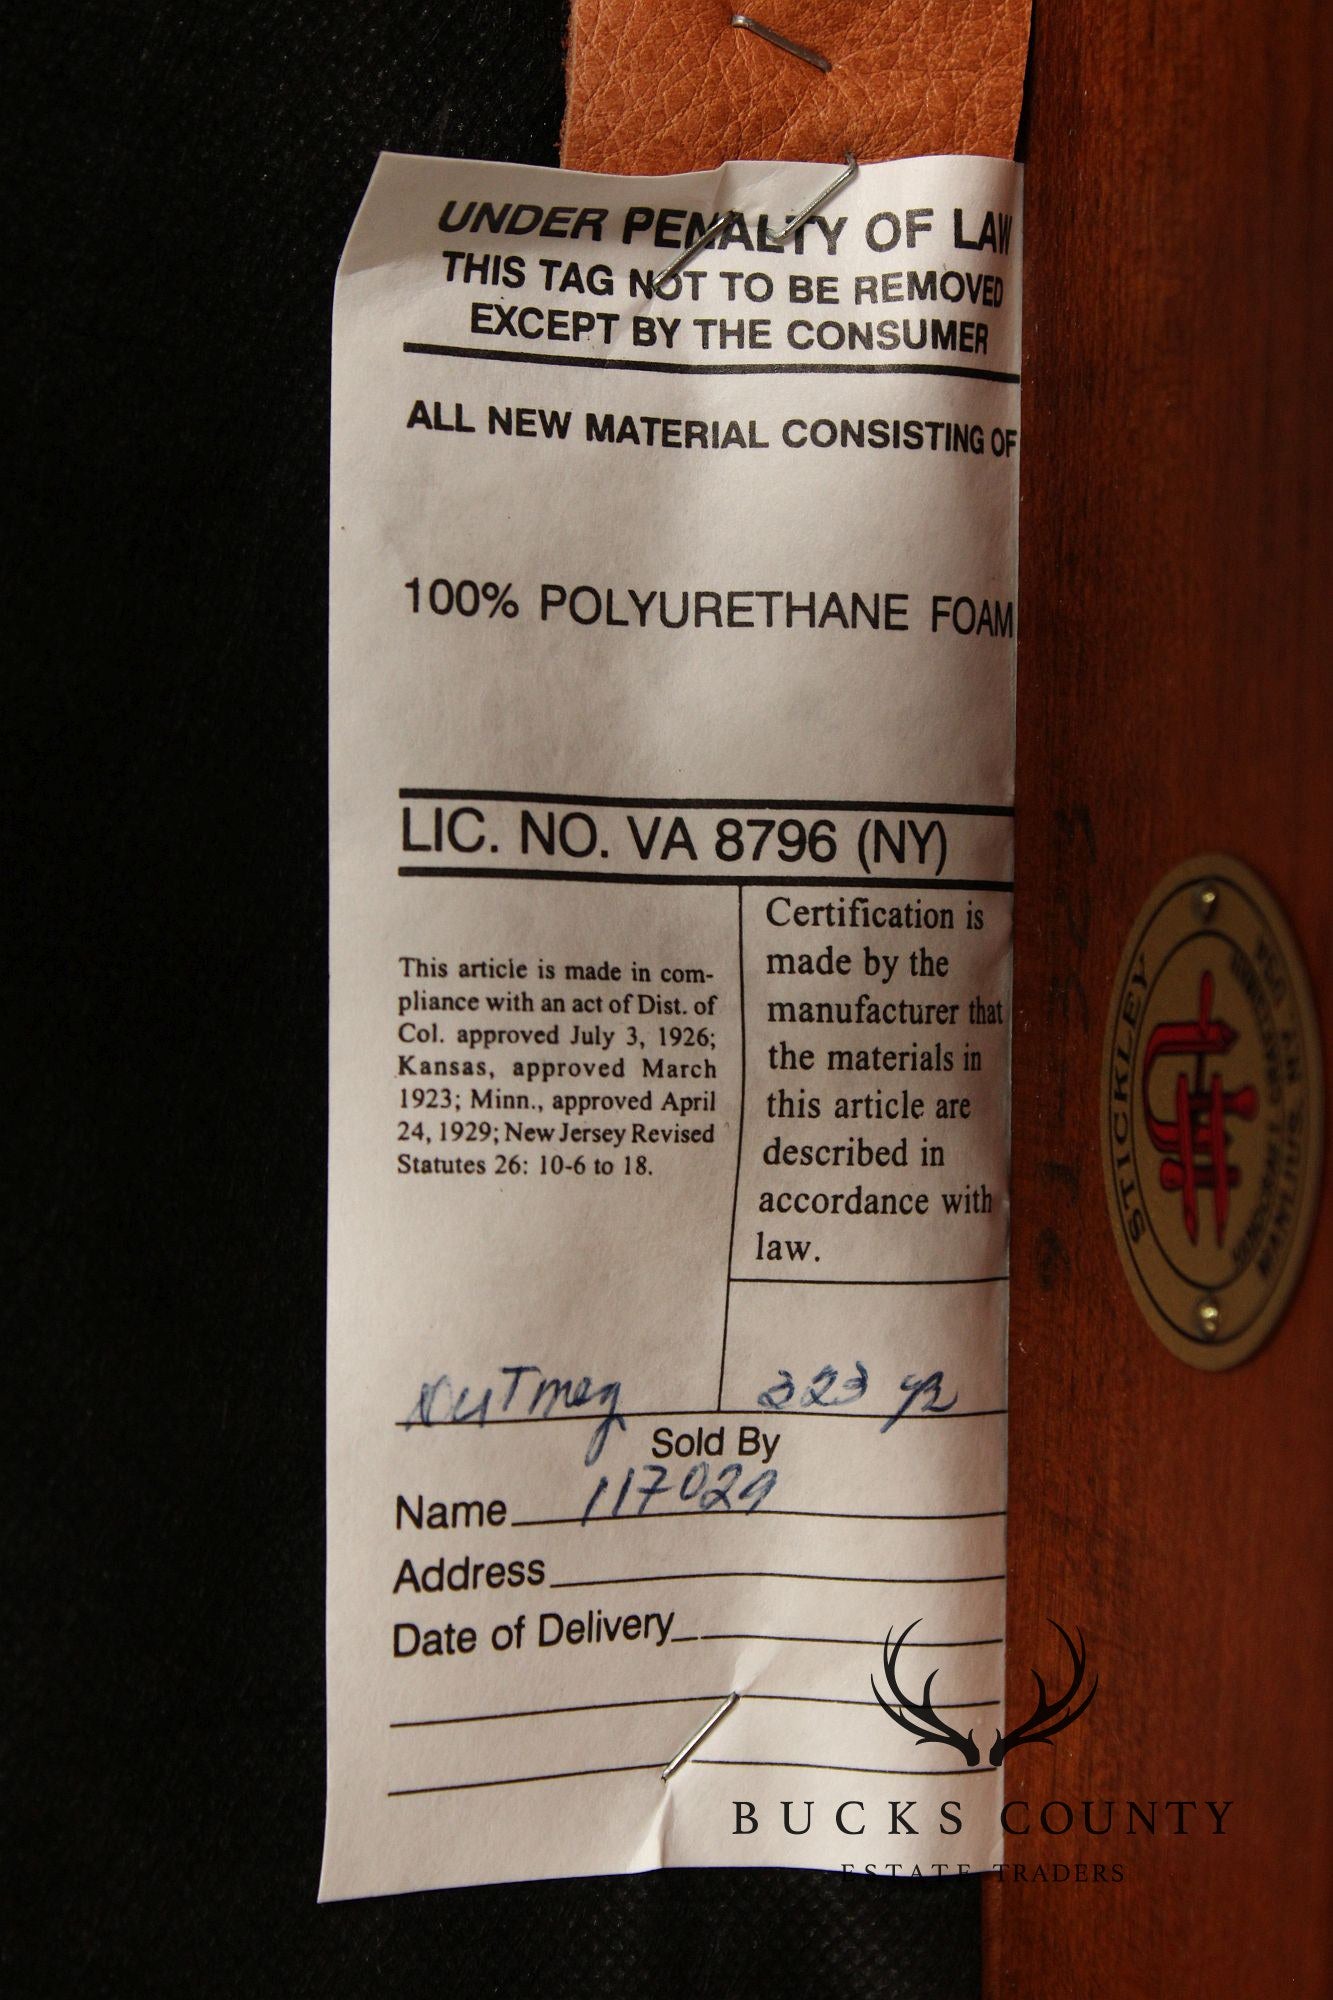 UNDER PENALTY OF LAW
THIS TAG NOT TO BE REMOVED
EXCEPT BY THE CONSUMER
ALL NEW MATERIAL CONSISTING OF
100% POLYURETHANE FOAM
LIC. NO. VA 8796 (NY)
This article is made in com-
pliance with an act of Dist. of
Col. approved July 3, 1926;
Kansas, approved March
1923; Minn., approved April
24, 1929; New Jersey Revised
Statutes 26: 10-6 to 18.
Certification is
made by the
manufacturer that
the materials in
this article are
described in
accordance with
law.
Nutmeg
323
Sold By
Name 117029
Address
Date of Delivery
STICKLEY
MANLIUS, N.Y. USA
BUCKS COUNTY
ESTATE TRADERS